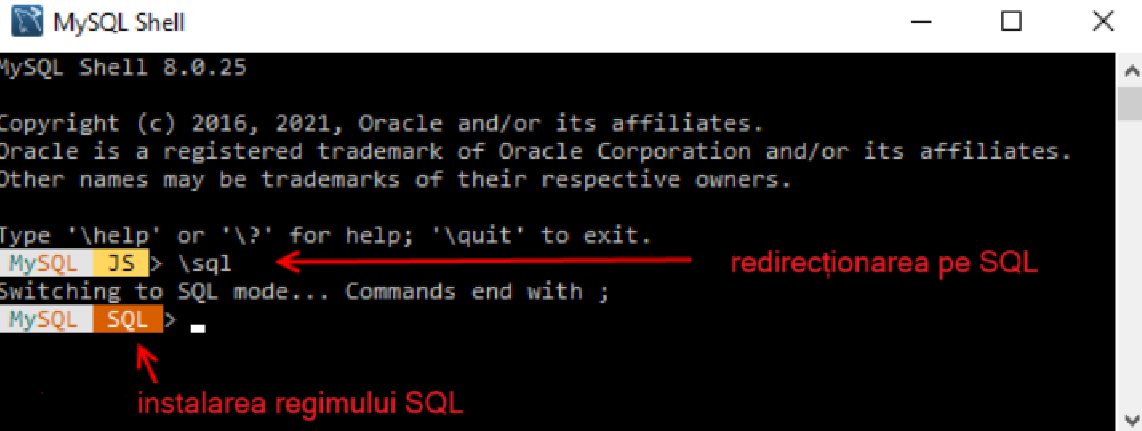 MySQL Shell
MySQL Shell 8.0.25
Copyright (c) 2016, 2021, Oracle and/or its affiliates.
Oracle is a registered trademark of Oracle Corporation and/or its affiliates.
Other names may be trademarks of their respective owners.
Type '\help' or '\?' for help; '\quit' to exit.
MySQL JS > \sql redirecționarea pe SQL
Switching to SQL mode... Commands end with ;
MySQL SQL >
instalarea regimului SQL